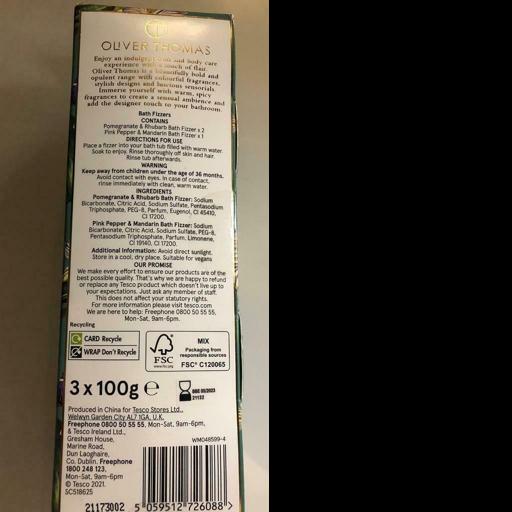 OLIVER THOMAS
Enjoy an indulgent bath and body care
experience with a touch of flair.
Oliver Thomas is a beautifully bold and
opulent range with colourful fragrances,
stylish designs and luscious sensorials
Immerse yourself with warm, spicy
fragrances to create a sensual ambience and
add the designer touch to your bathroom.
Bath Fizzers
CONTAINS
Pomegranate & Rhubarb Bath Fizzer x 2
Pink Pepper & Mandarin Bath Fizzer x 1
DIRECTIONS FOR USE
Place a fizzer into your bath tub filled with warm water.
Soak to enjoy. Rinse thoroughly off skin and hair.
Rinse tub afterwards.
WARNING
Keep away from children under the age of 36 months.
Avoid contact with eyes. In case of contact,
rinse immediately with clean, warm water.
INGREDIENTS
Pomegranate & Rhubarb Bath Fizzer: Sodium
Bicarbonate, Citric Acid, Sodium Sulfate, Pentasodium
Triphosphate, PEG-8, Parfum, Eugenol, CI 45410,
CI 17200.
Pink Pepper & Mandarin Bath Fizzer: Sodium
Bicarbonate, Citric Acid, Sodium Sulfate, PEG-8,
Pentasodium Triphosphate, Parfum, Limonene,
CI 19140, CI 17200.
Additional Information: Avoid direct sunlight.
Store in a cool, dry place. Suitable for vegans
OUR PROMISE
We make every effort to ensure our products are of the
best possible quality. That's why we are happy to refund
or replace any Tesco product which doesn't live up to
your expectations. Just ask any member of staff.
This does not affect your statutory rights.
For more information please visit tesco.com
We are here to help: Freephone 0800 50 55 55,
Mon-Sat, 9am-6pm.
Recycling
CARD Recycle
WRAP Don't Recycle
FSC
www.fsc.org
MIX
Packaging from
responsible sources
FSC® C120065
3 x 100g e
BBE 09/2023
21132
Produced in China for Tesco Stores Ltd.,
Welwyn Garden City AL7 1GA, U.K.
Freephone 0800 50 55 55, Mon-Sat, 9am-6pm,
& Tesco Ireland Ltd.,
Gresham House,
Marine Road,
Dun Laoghaire,
Co. Dublin. Freephone
1800 248 123,
Mon-Sat, 9am-6pm
© Tesco 2021.
SC518625
WM048599-4
21173002
5 059512 726088 >